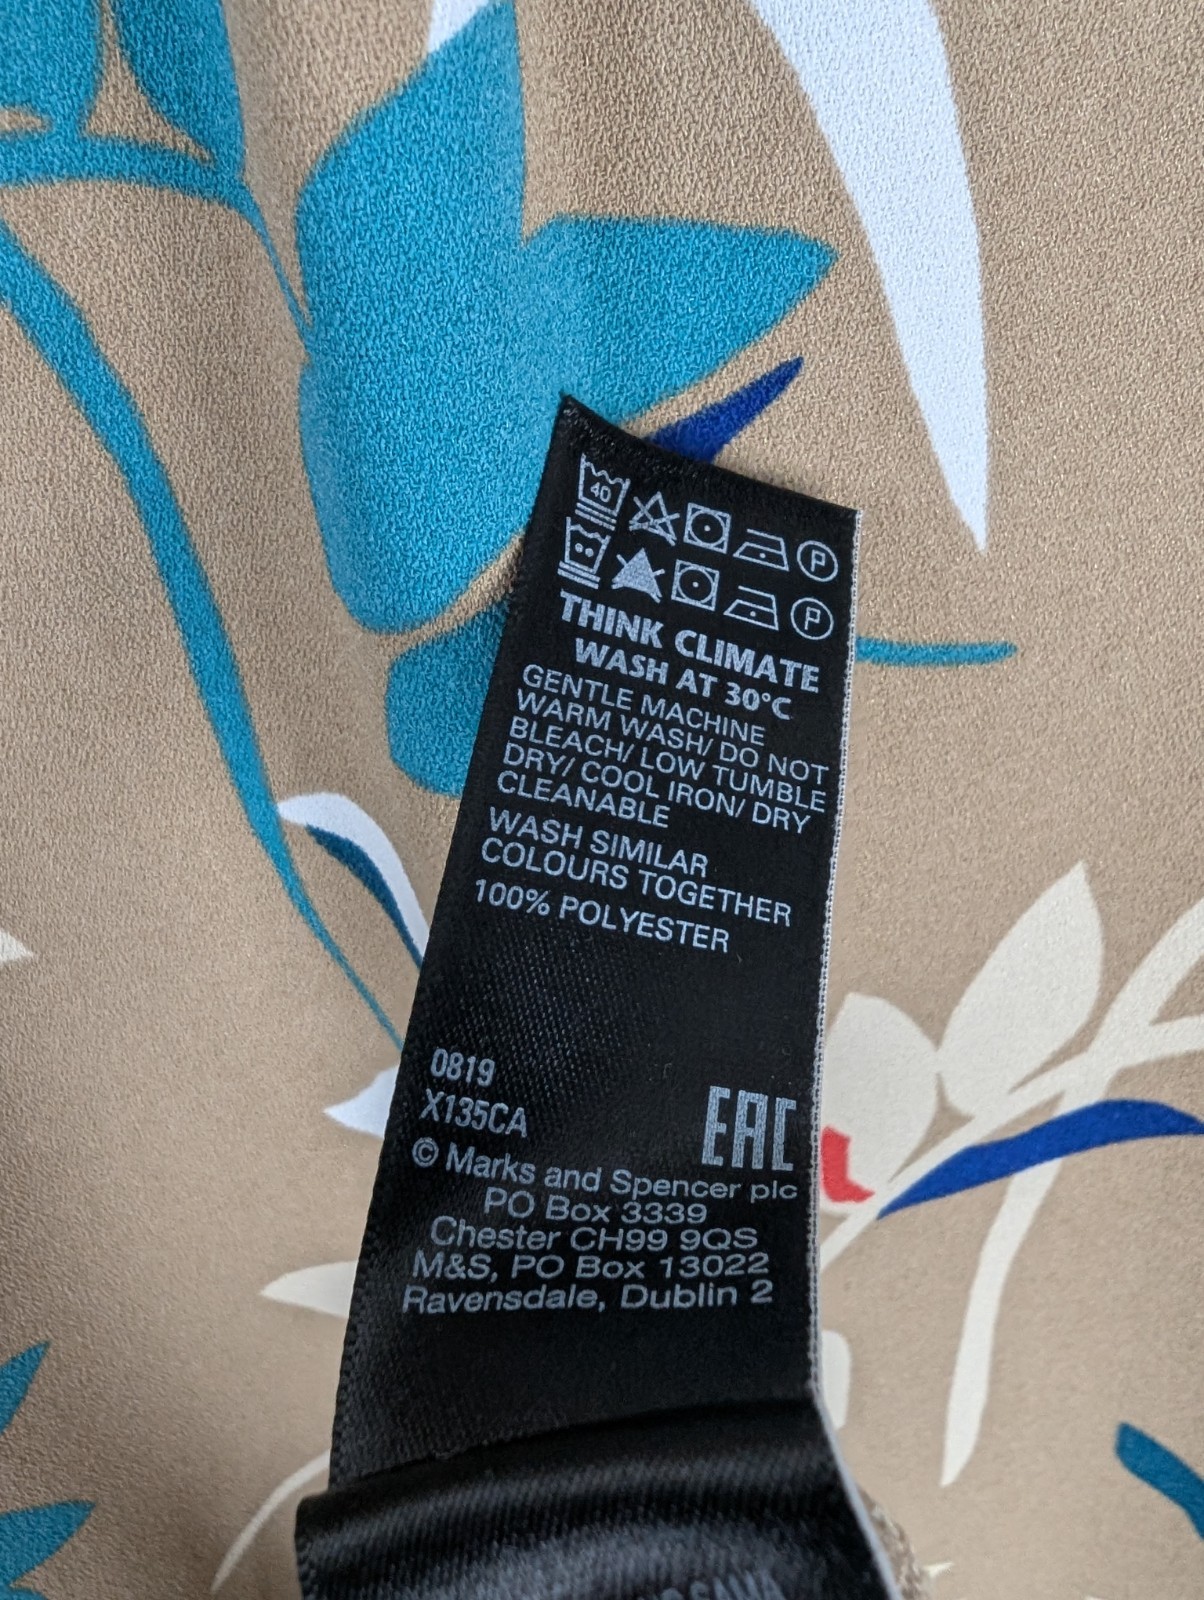 40 P
P
THINK CLIMATE
WASH AT 30°C
GENTLE MACHINE
WARM WASH/ DO NOT
BLEACH/ LOW TUMBLE
DRY/ COOL IRON/ DRY
CLEANABLE
WASH SIMILAR
COLOURS TOGETHER
100% POLYESTER
0819
X135CA
EAC
© Marks and Spencer plc
PO Box 3339
Chester CH99 9QS
M&S, PO Box 13022
Ravensdale, Dublin 2